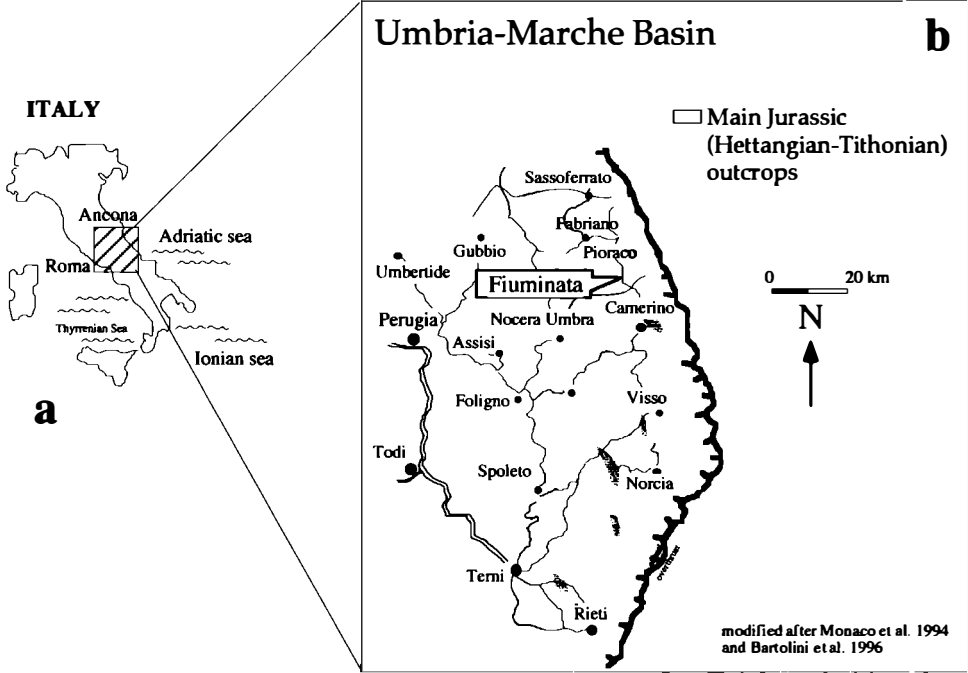 ITALY
Ancona
Adriatic sea
Roma
Thyrrenian Sea
Ionian sea
a
Umbria-Marche Basin
b
Main Jurassic
(Hettangian-Tithonian)
outcrops
Sassoferrato
Fabriano
Gubbio
Pioraco
Umbertide
Fiuminata
0 20 km
Camerino
Nocera Umbra
N
Perugia
Assisi
Foligno
Visso
Todi
Spoleto
Norcia
overthrust
Terni
Rieti
modified after Monaco et al. 1994
and Bartolini et al. 1996